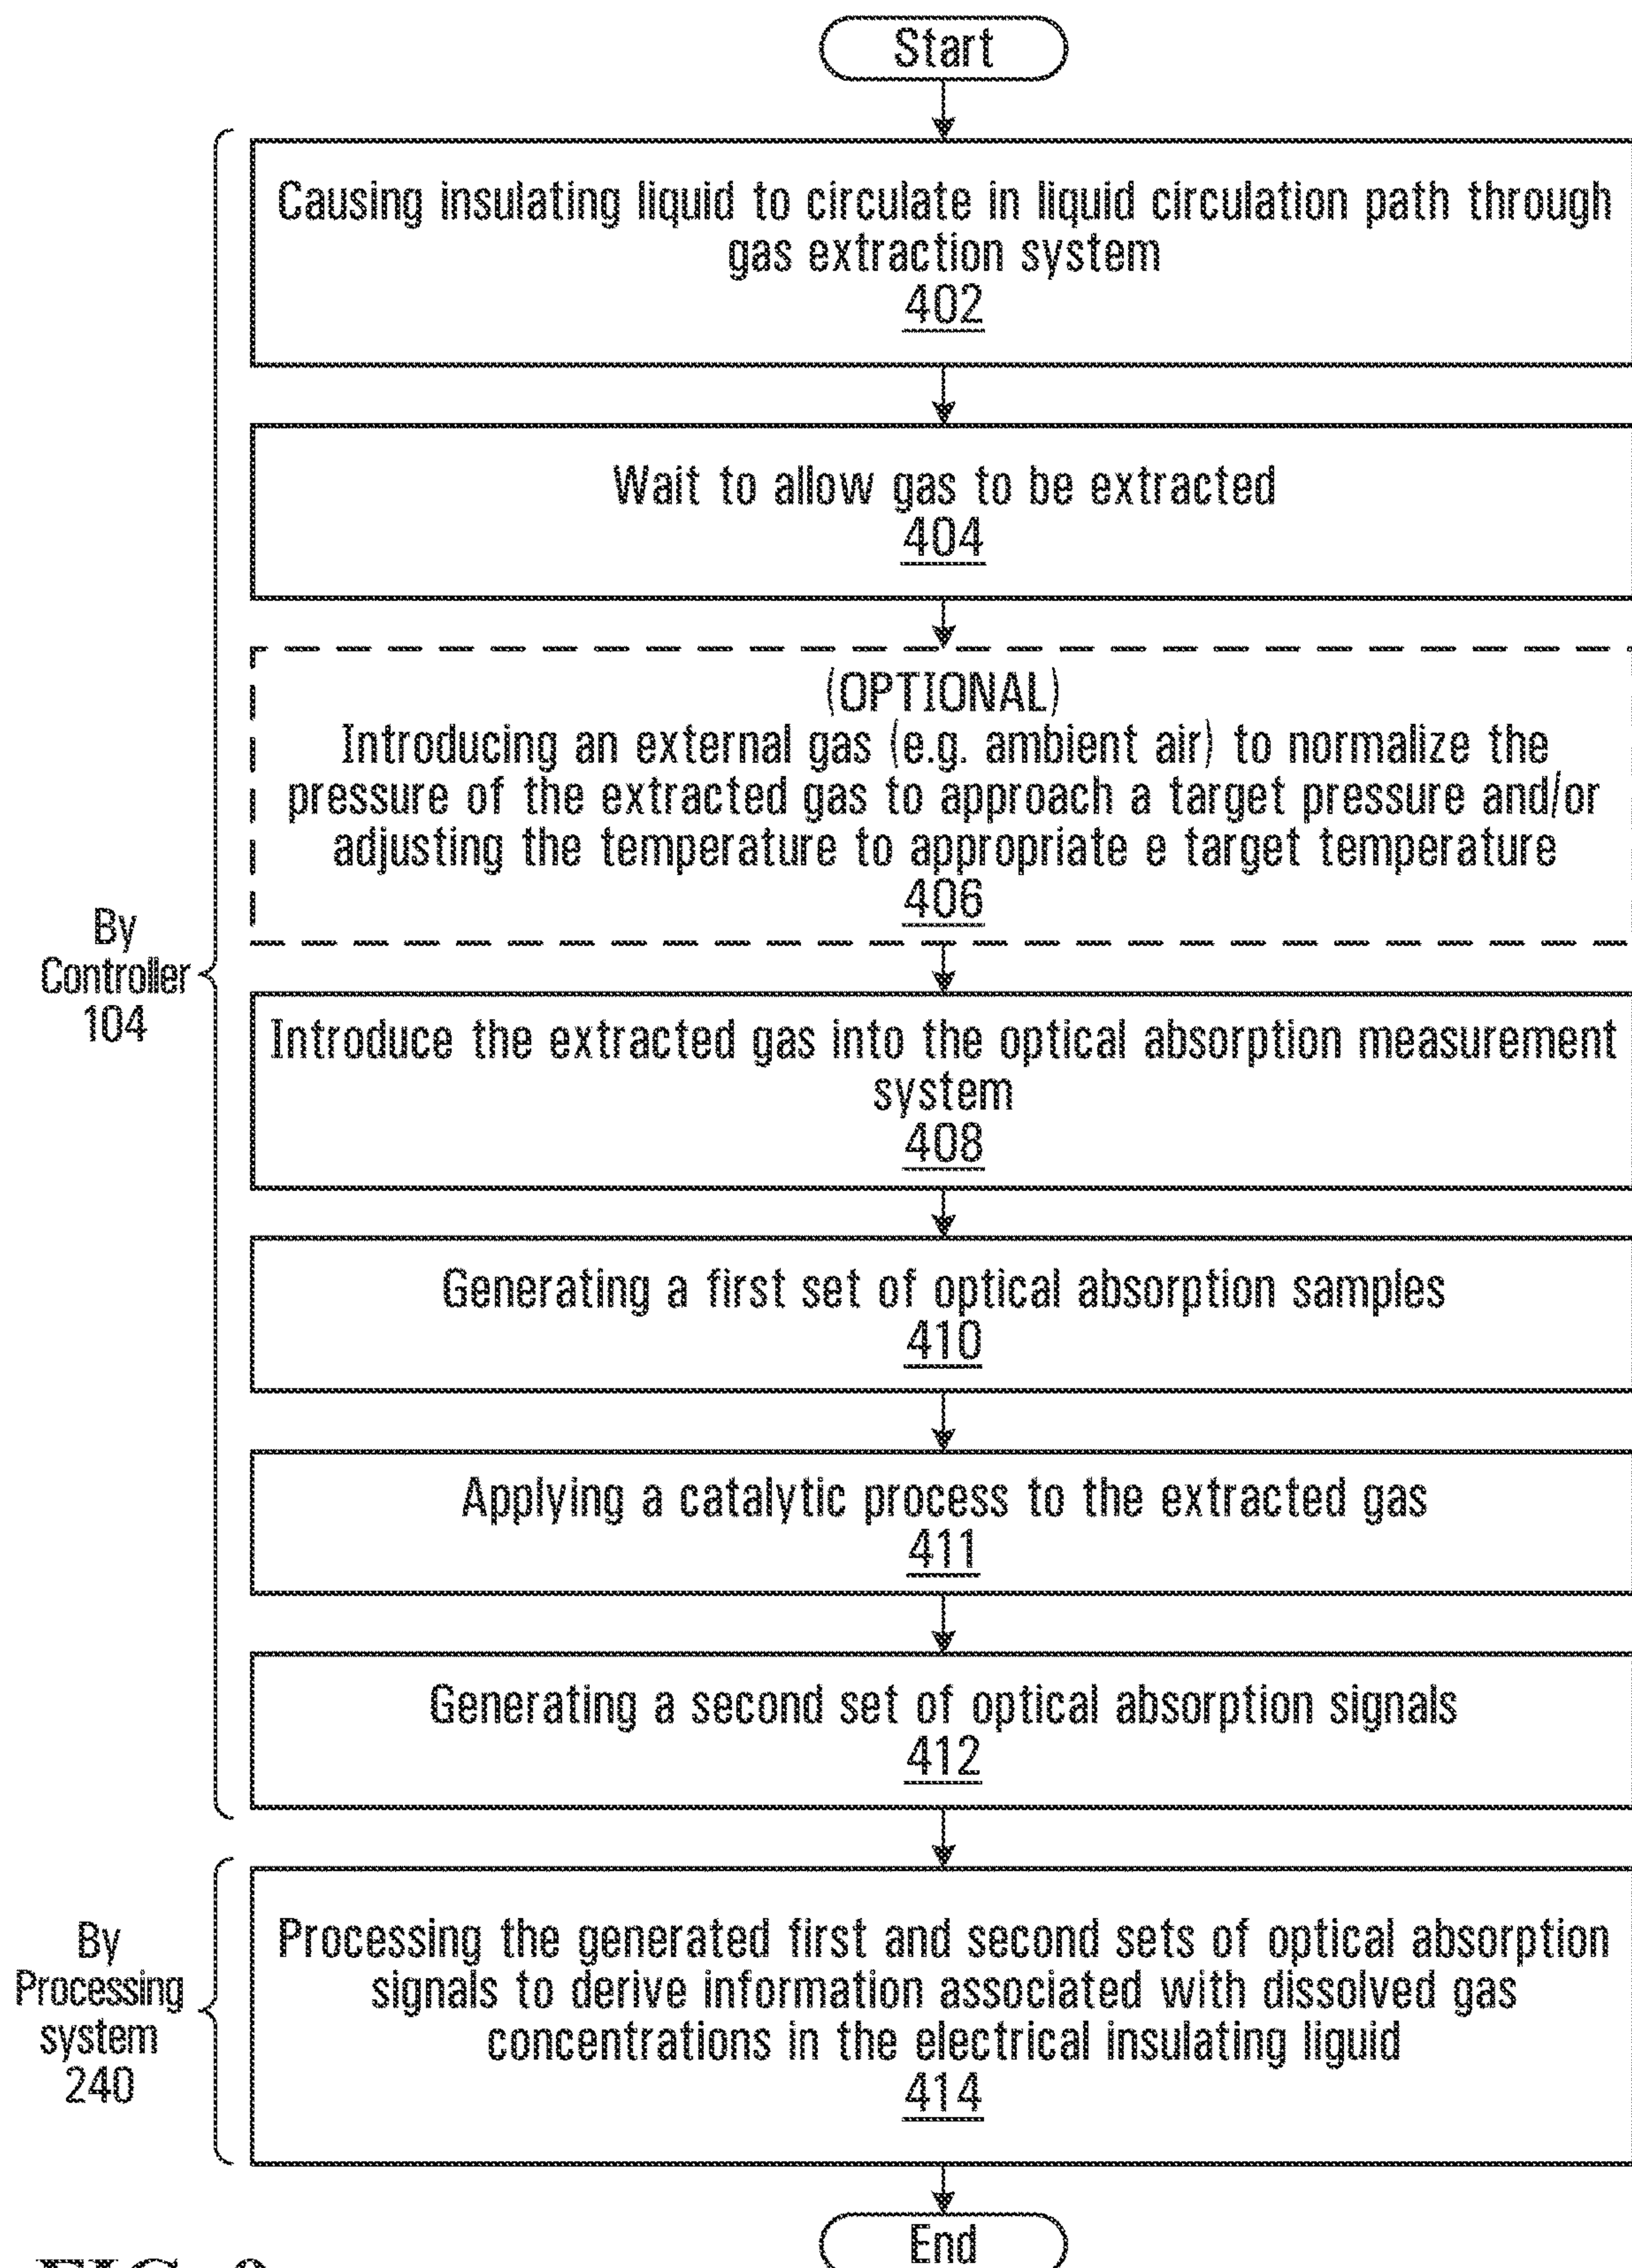 Start
Causing insulating liquid to circulate in liquid circulation path through
gas extraction system
402
Wait to allow gas to be extracted
404
(OPTIONAL)
Introducing an external gas (e.g. ambient air) to normalize the
pressure of the extracted gas to approach a target pressure and/or
adjusting the temperature to appropriate e target temperature
406
By
Controller
104
Introduce the extracted gas into the optical absorption measurement
system
408
Generating a first set of optical absorption samples
410
Applying a catalytic process to the extracted gas
411
Generating a second set of optical absorption signals
412
By
Processing
system
240
Processing the generated first and second sets of optical absorption
signals to derive information associated with dissolved gas
concentrations in the electrical insulating liguid
414
End